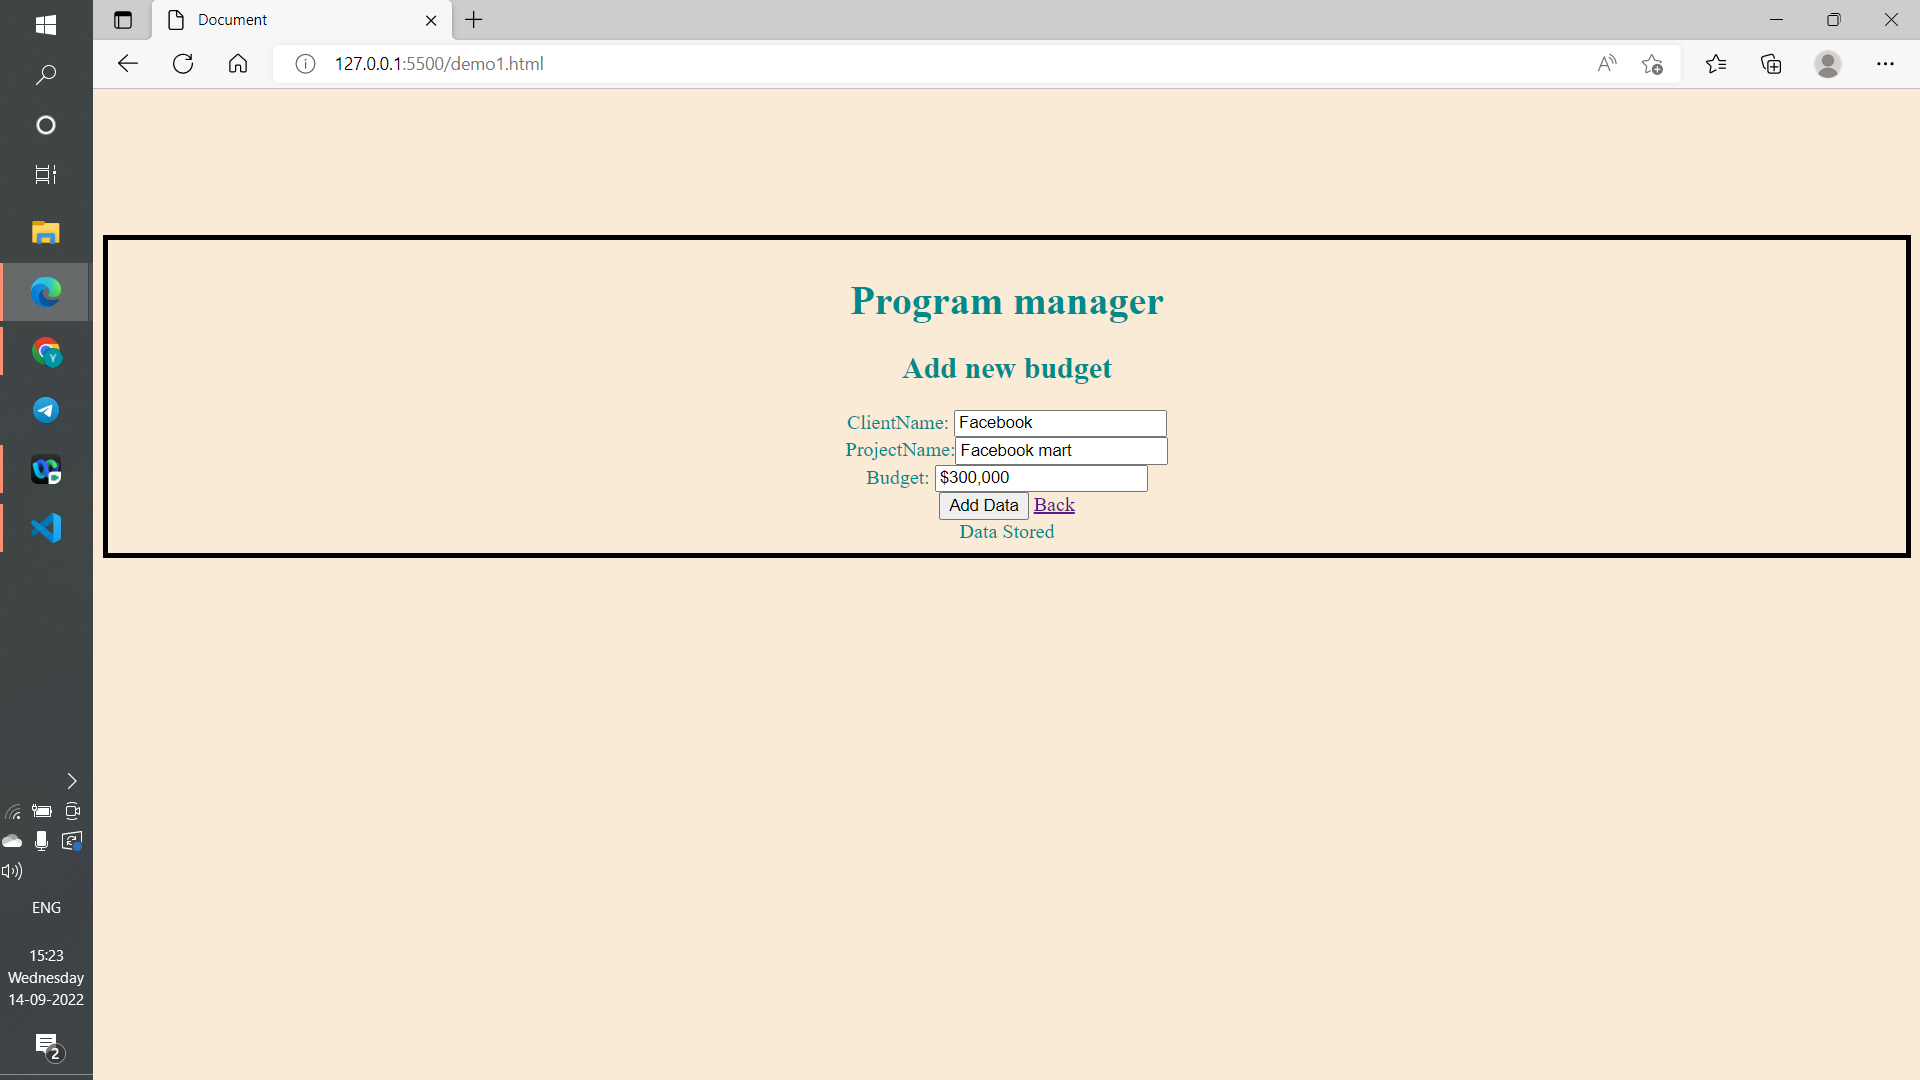 Document
127.0.0.1:5500/demo1.html
Program manager
Add new budget
ClientName: Facebook
ProjectName: Facebook mart
Budget: $300,000
Add Data Back
Data Stored
Y
ENG
15:23
Wednesday
14-09-2022
2